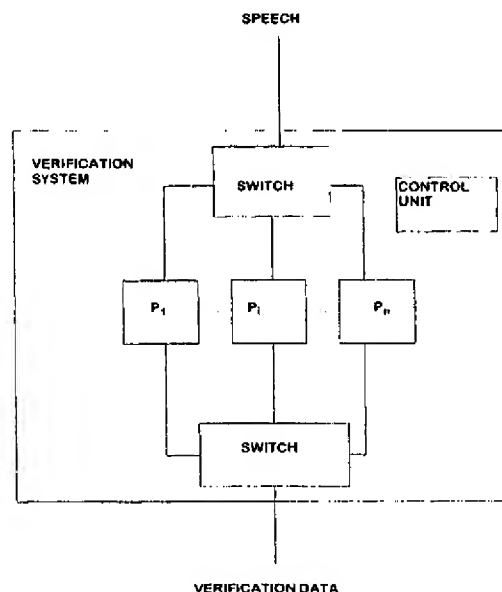 SPEECH
VERIFICATION
SYSTEM
SWITCH
CONTROL
UNIT
P1
Pi
Pn
SWITCH
VERIFICATION DATA